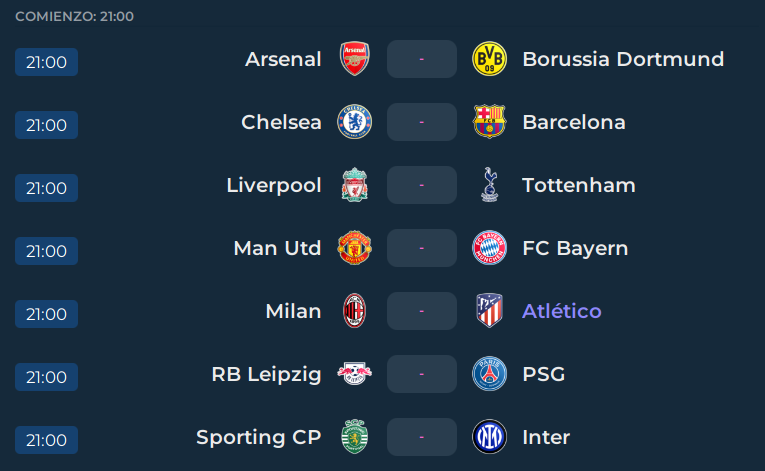 COMIENZO: 21:00
21:00 Arsenal - Borussia Dortmund
21:00 Chelsea - Barcelona
21:00 Liverpool - Tottenham
21:00 Man Utd - FC Bayern
21:00 Milan - Atlético
21:00 RB Leipzig - PSG
21:00 Sporting CP - Inter